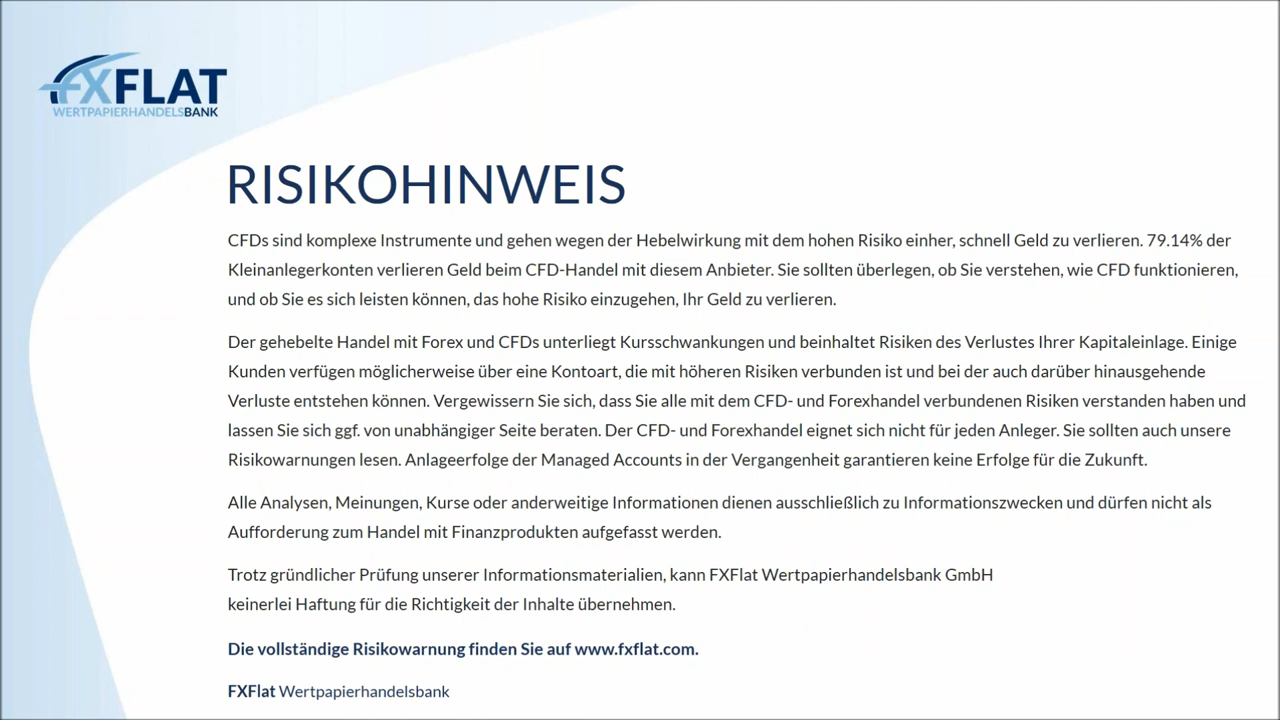 FXFLAT
WERTPAPIERHANDELSBANK
RISIKOHINWEIS
CFDs sind komplexe Instrumente und gehen wegen der Hebelwirkung mit dem hohen Risiko einher, schnell Geld zu verlieren. 79.14% der
Kleinanlegerkonten verlieren Geld beim CFD-Handel mit diesem Anbieter. Sie sollten überlegen, ob Sie verstehen, wie CFD funktionieren,
und ob Sie es sich leisten können, das hohe Risiko einzugehen, Ihr Geld zu verlieren.
Der gehebelte Handel mit Forex und CFDs unterliegt Kursschwankungen und beinhaltet Risiken des Verlustes Ihrer Kapitaleinlage. Einige
Kunden verfügen möglicherweise über eine Kontoart, die mit höheren Risiken verbunden ist und bei der auch darüber hinausgehende
Verluste entstehen können. Vergewissern Sie sich, dass Sie alle mit dem CFD- und Forexhandel verbundenen Risiken verstanden haben und
lassen Sie sich ggf. von unabhängiger Seite beraten. Der CFD- und Forexhandel eignet sich nicht für jeden Anleger. Sie sollten auch unsere
Risikowarnungen lesen. Anlageerfolge der Managed Accounts in der Vergangenheit garantieren keine Erfolge für die Zukunft.
Alle Analysen, Meinungen, Kurse oder anderweitige Informationen dienen ausschließlich zu Informationszwecken und dürfen nicht als
Aufforderung zum Handel mit Finanzprodukten aufgefasst werden.
Trotz gründlicher Prüfung unserer Informationsmaterialien, kann FXFlat Wertpapierhandelsbank GmbH
keinerlei Haftung für die Richtigkeit der Inhalte übernehmen.
Die vollständige Risikowarnung finden Sie auf www.fxflat.com.
FXFlat Wertpapierhandelsbank